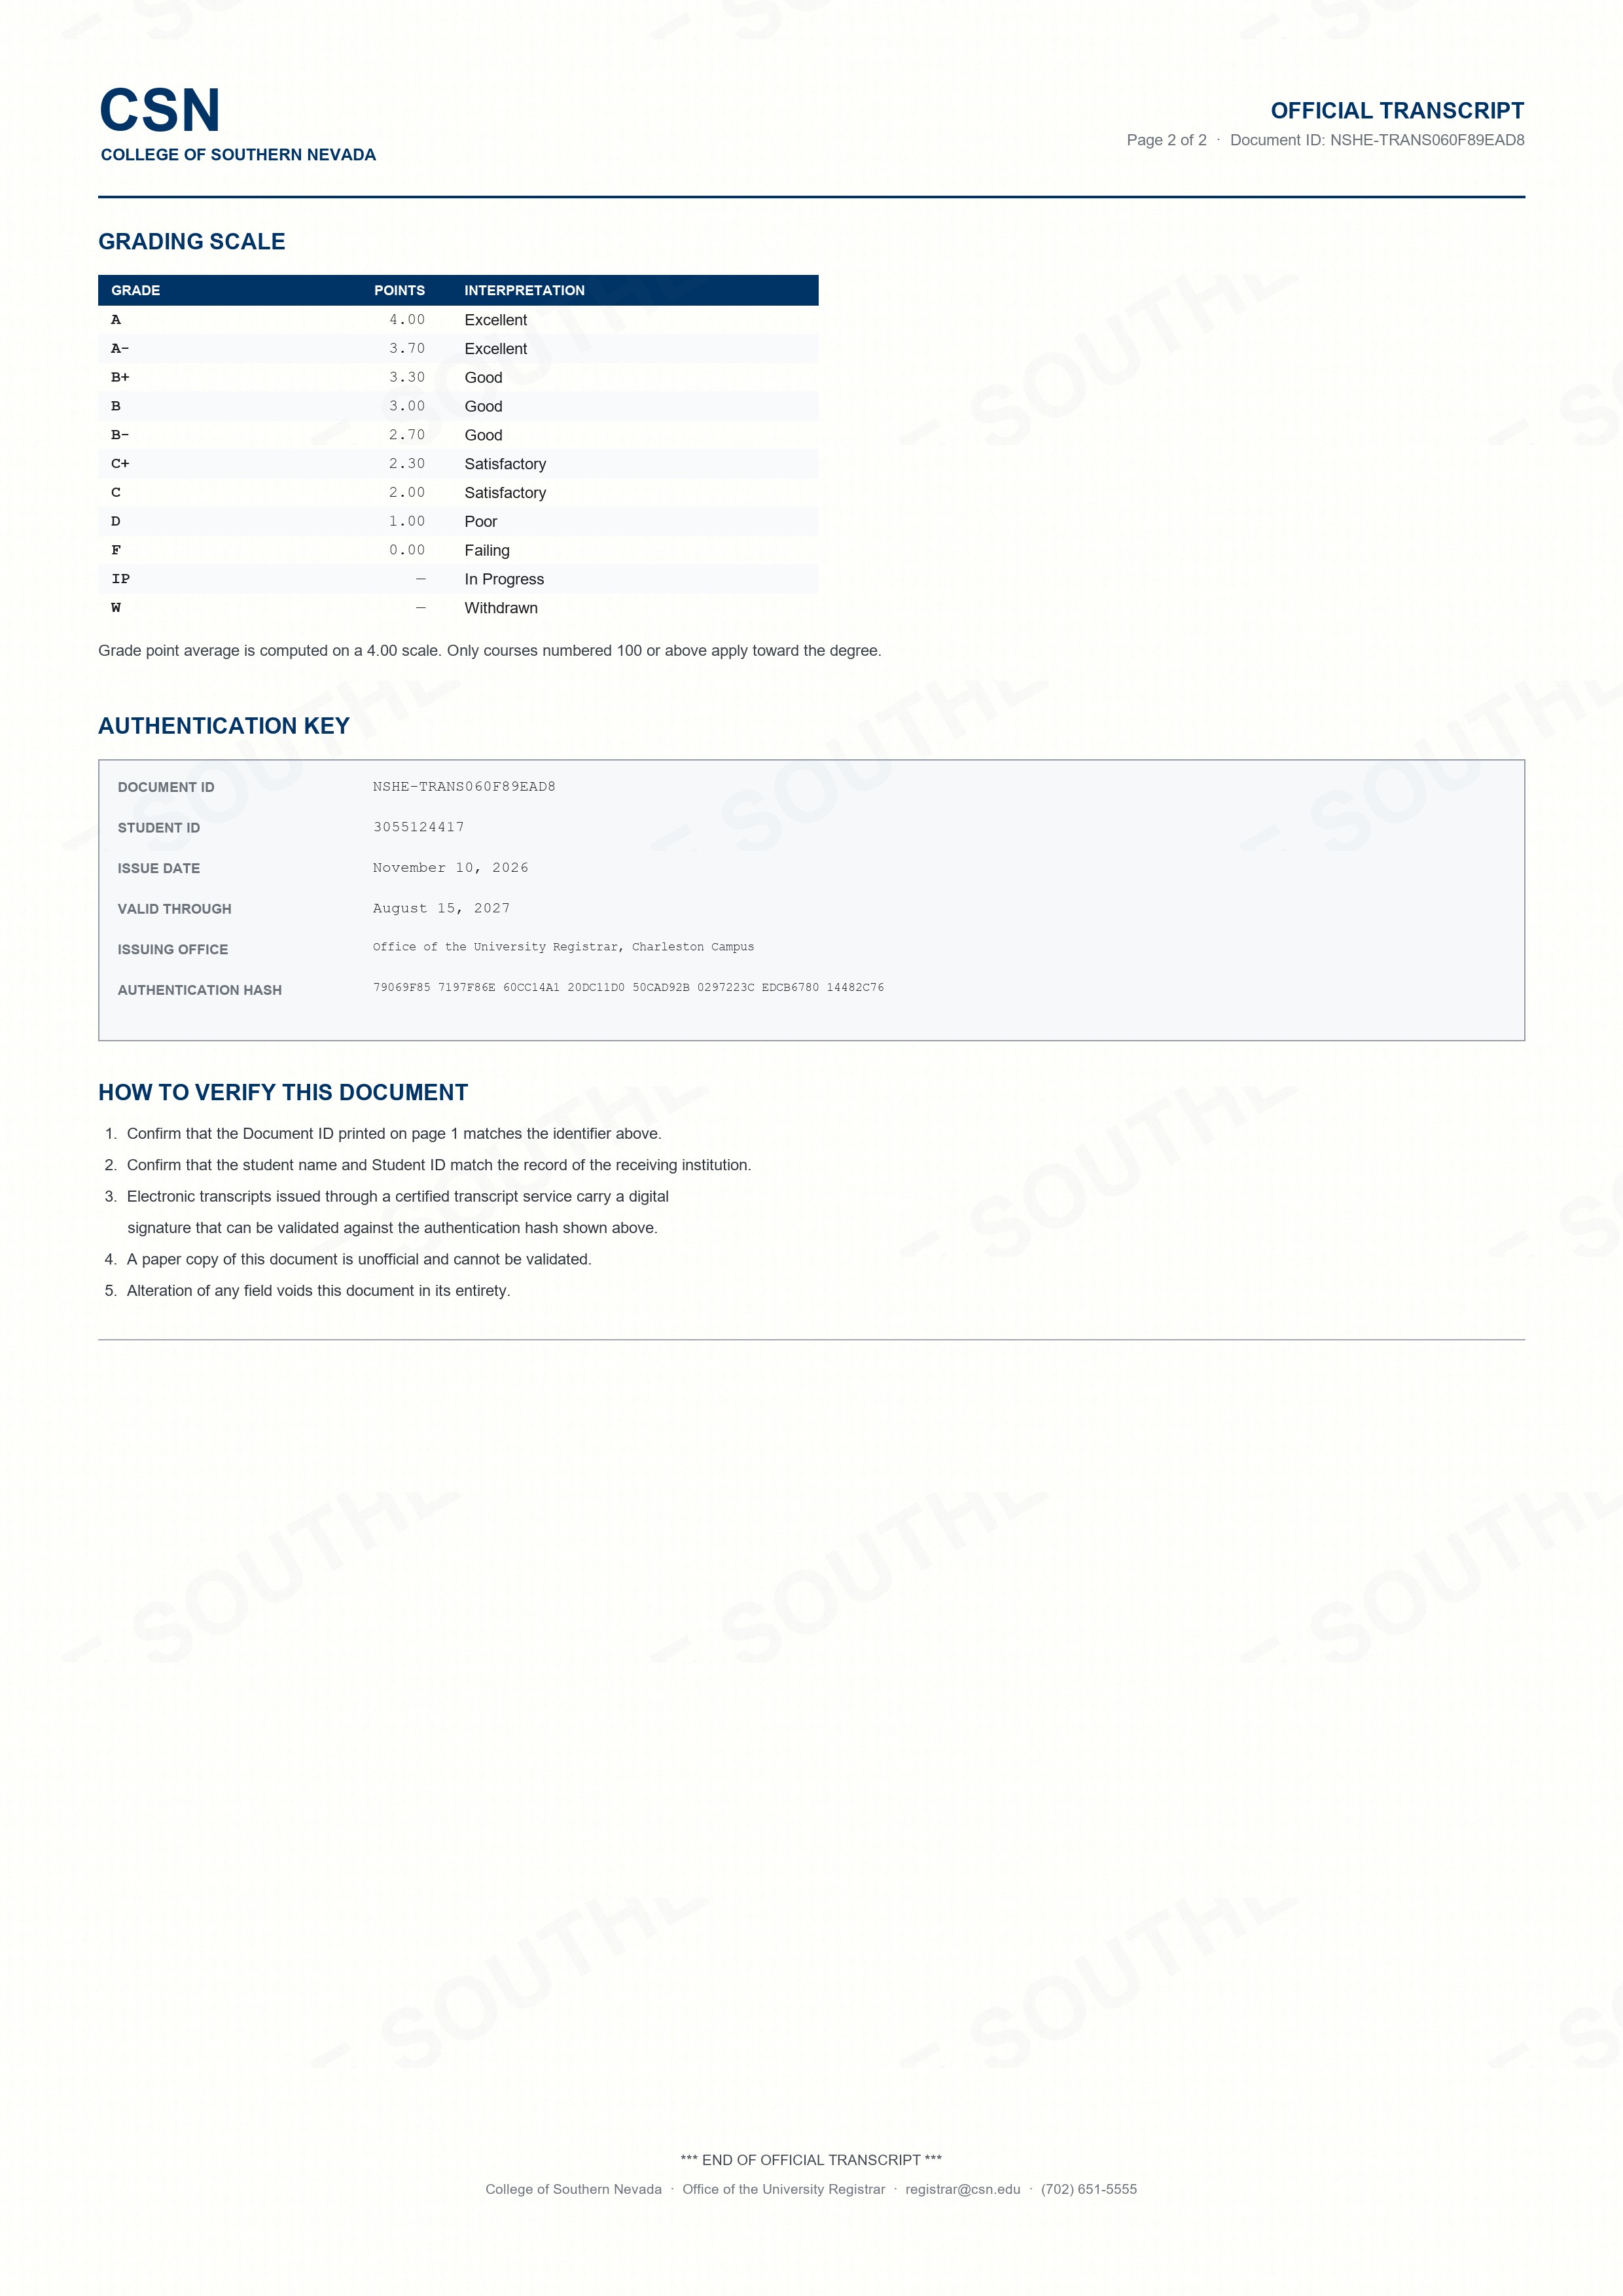 CSN
COLLEGE OF SOUTHERN NEVADA
OFFICIAL TRANSCRIPT
Page 2 of 2 · Document ID: NSHE-TRANS060F89EAD8
GRADING SCALE
GRADE POINTS INTERPRETATION
A 4.00 Excellent
A- 3.70 Excellent
B+ 3.30 Good
B 3.00 Good
B- 2.70 Good
C+ 2.30 Satisfactory
C 2.00 Satisfactory
D 1.00 Poor
F 0.00 Failing
IP — In Progress
W — Withdrawn
Grade point average is computed on a 4.00 scale. Only courses numbered 100 or above apply toward the degree.
AUTHENTICATION KEY
DOCUMENT ID NSHE-TRANS060F89EAD8
STUDENT ID 3055124417
ISSUE DATE November 10, 2026
VALID THROUGH August 15, 2027
ISSUING OFFICE Office of the University Registrar, Charleston Campus
AUTHENTICATION HASH 79069F85 7197F86E 60CC14A1 20DC11D0 50CAD92B 0297223C EDCB6780 14482C76
HOW TO VERIFY THIS DOCUMENT
1. Confirm that the Document ID printed on page 1 matches the identifier above.
2. Confirm that the student name and Student ID match the record of the receiving institution.
3. Electronic transcripts issued through a certified transcript service carry a digital
signature that can be validated against the authentication hash shown above.
4. A paper copy of this document is unofficial and cannot be validated.
5. Alteration of any field voids this document in its entirety.
*** END OF OFFICIAL TRANSCRIPT ***
College of Southern Nevada · Office of the University Registrar · registrar@csn.edu · (702) 651-5555